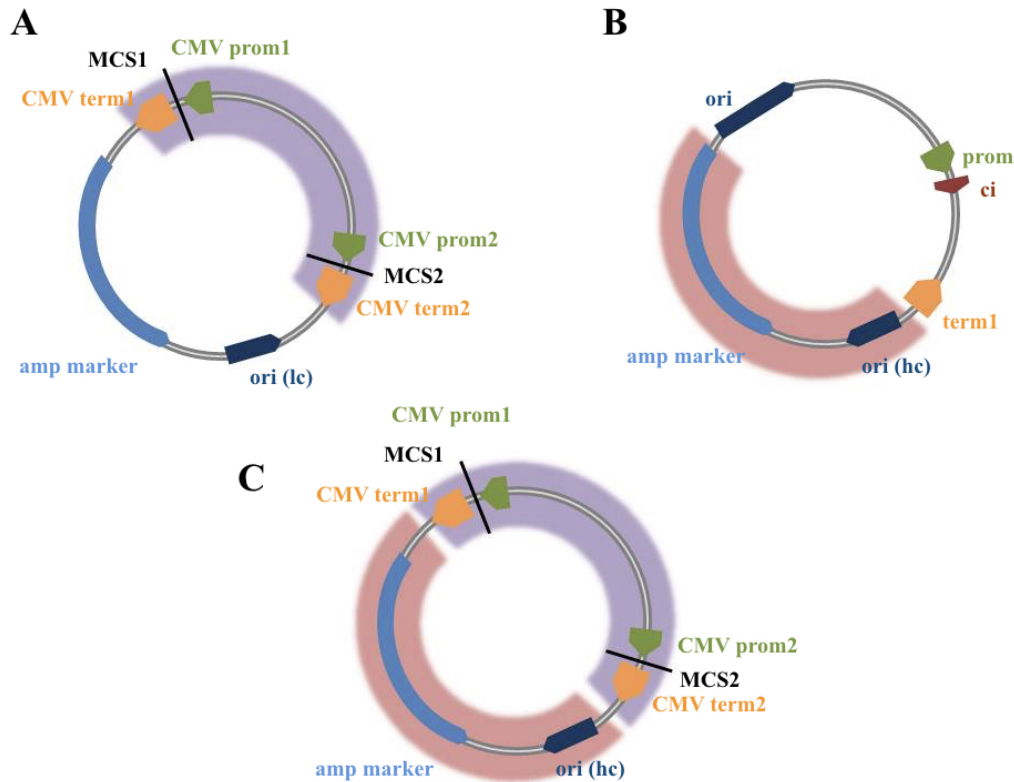 A
CMV prom1
MCS1
CMV term1
CMV prom2
MCS2
CMV term2
amp marker
ori (lc)
B
ori
prom
ci
term1
amp marker
ori (hc)
C
CMV prom1
MCS1
CMV term1
CMV prom2
MCS2
CMV term2
amp marker
ori (hc)